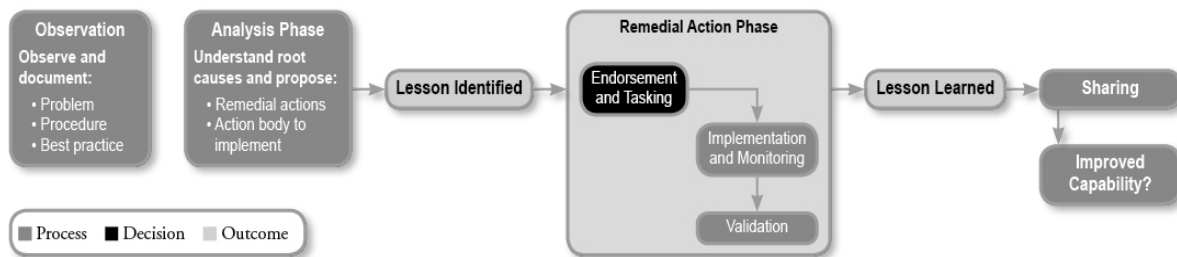 Observation
Observe and
document:
• Problem
• Procedure
• Best practice
Analysis Phase
Understand root
causes and propose:
• Remedial actions
• Action body to
implement
Lesson Identified
Remedial Action Phase
Endorsement
and Tasking
Implementation
and Monitoring
Validation
Lesson Learned
Sharing
Improved
Capability?
Process Decision Outcome